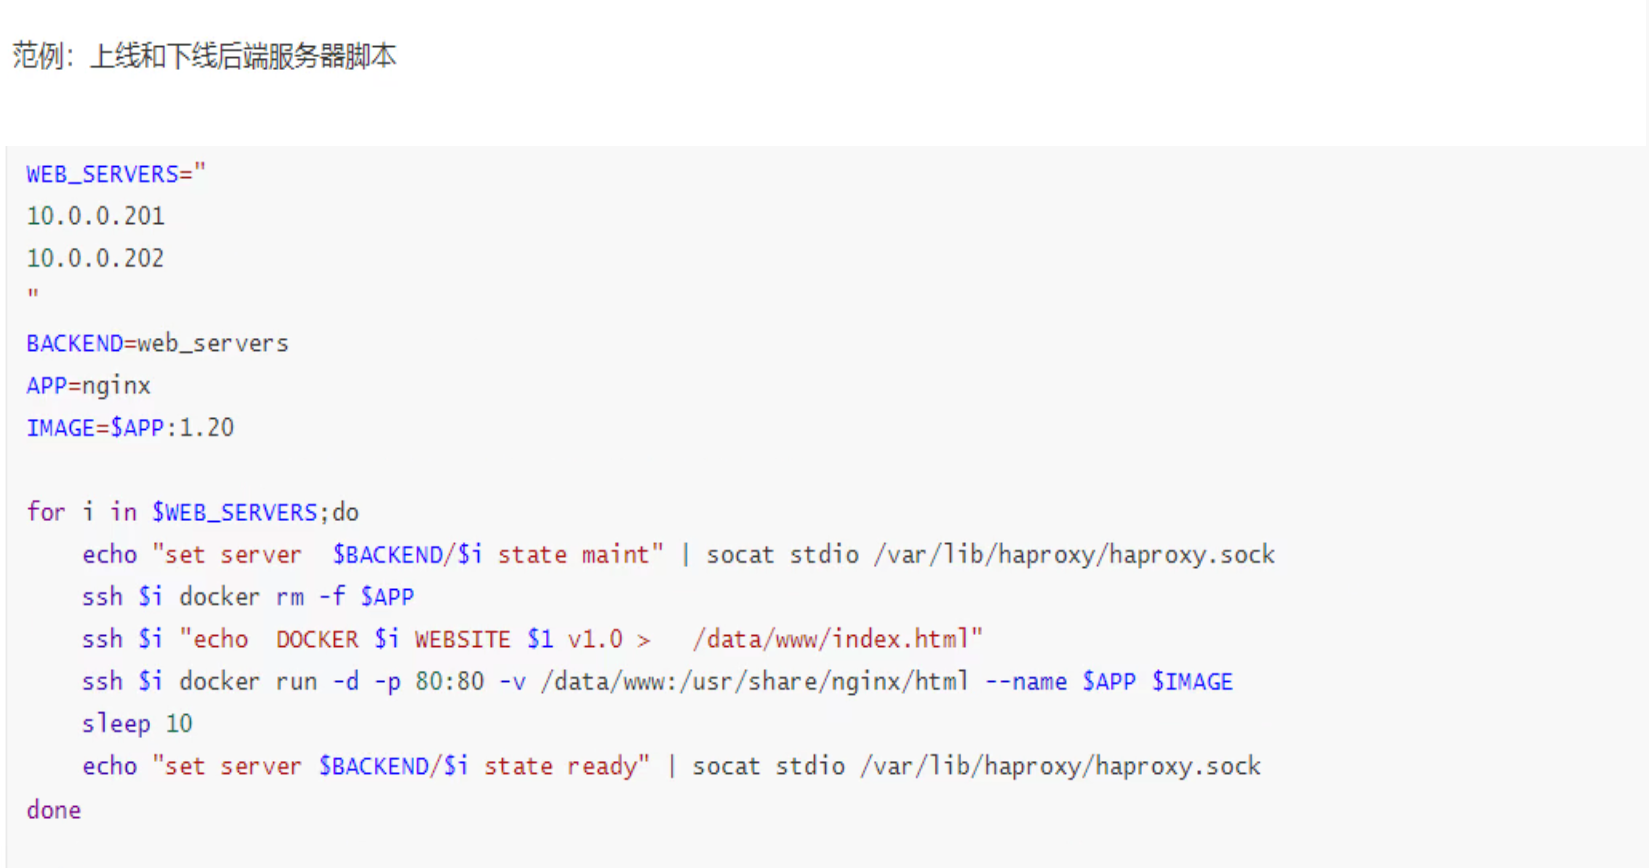 范例：上线和下线后端服务器脚本
WEB_SERVERS="
10.0.0.201
10.0.0.202
"
BACKEND=web_servers
APP=nginx
IMAGE=$APP:1.20
for i in $WEB_SERVERS;do
    echo "set server  $BACKEND/$i state maint" | socat stdio /var/lib/haproxy/haproxy.sock
    ssh $i docker rm -f $APP
    ssh $i "echo  DOCKER $i WEBSITE $1 v1.0 >   /data/www/index.html"
    ssh $i docker run -d -p 80:80 -v /data/www:/usr/share/nginx/html --name $APP $IMAGE
    sleep 10
    echo "set server $BACKEND/$i state ready" | socat stdio /var/lib/haproxy/haproxy.sock
done